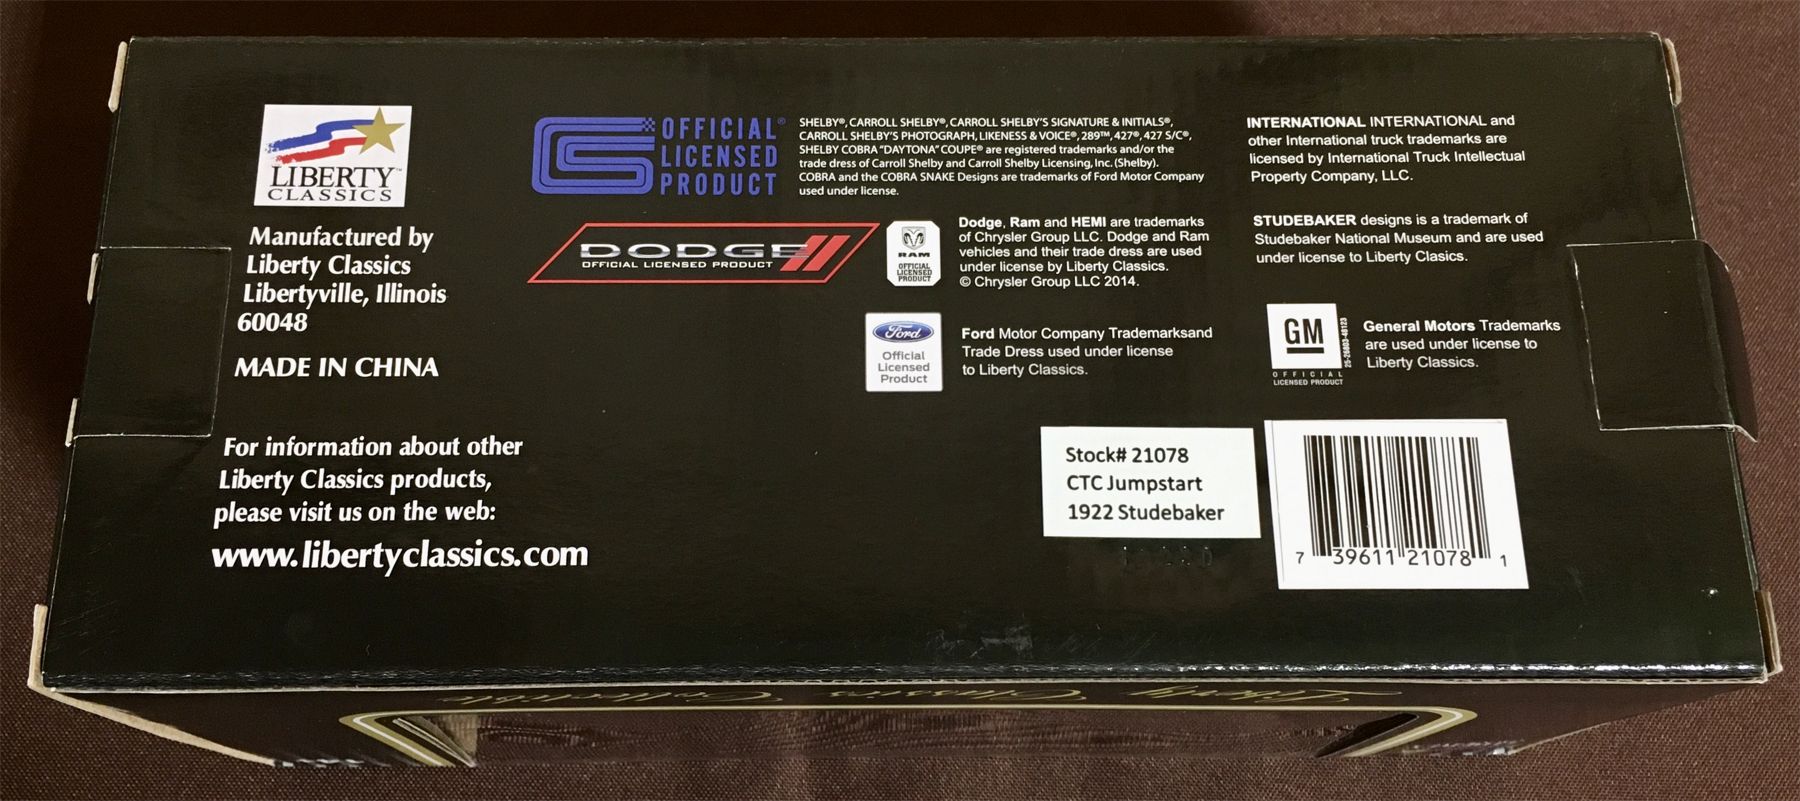 LIBERTY™
CLASSICS
Manufactured by
Liberty Classics
Libertyville, Illinois
60048
MADE IN CHINA
For information about other
Liberty Classics products,
please visit us on the web:
www.libertyclassics.com
OFFICIAL®
LICENSED
PRODUCT
SHELBY®, CARROLL SHELBY®, CARROLL SHELBY'S SIGNATURE & INITIALS®,
CARROLL SHELBY'S PHOTOGRAPH, LIKENESS & VOICE®, 289™, 427®, 427 S/C®,
SHELBY COBRA "DAYTONA" COUPE® are registered trademarks and/or the
trade dress of Carroll Shelby and Carroll Shelby Licensing, Inc. (Shelby).
COBRA and the COBRA SNAKE Designs are trademarks of Ford Motor Company
used under license.
DODGE
OFFICIAL LICENSED PRODUCT
RAM
OFFICIAL
LICENSED
PRODUCT
Dodge, Ram and HEMI are trademarks
of Chrysler Group LLC. Dodge and Ram
vehicles and their trade dress are used
under license by Liberty Classics.
© Chrysler Group LLC 2014.
Ford
Official
Licensed
Product
Ford Motor Company Trademarksand
Trade Dress used under license
to Liberty Classics.
INTERNATIONAL INTERNATIONAL and
other International truck trademarks are
licensed by International Truck Intellectual
Property Company, LLC.
STUDEBAKER designs is a trademark of
Studebaker National Museum and are used
under license to Liberty Clasics.
GM
OFFICIAL
LICENSED PRODUCT
General Motors Trademarks
are used under license to
Liberty Classics.
Stock# 21078
CTC Jumpstart
1922 Studebaker
7 39611 21078 1
Liberty Classics Collectible